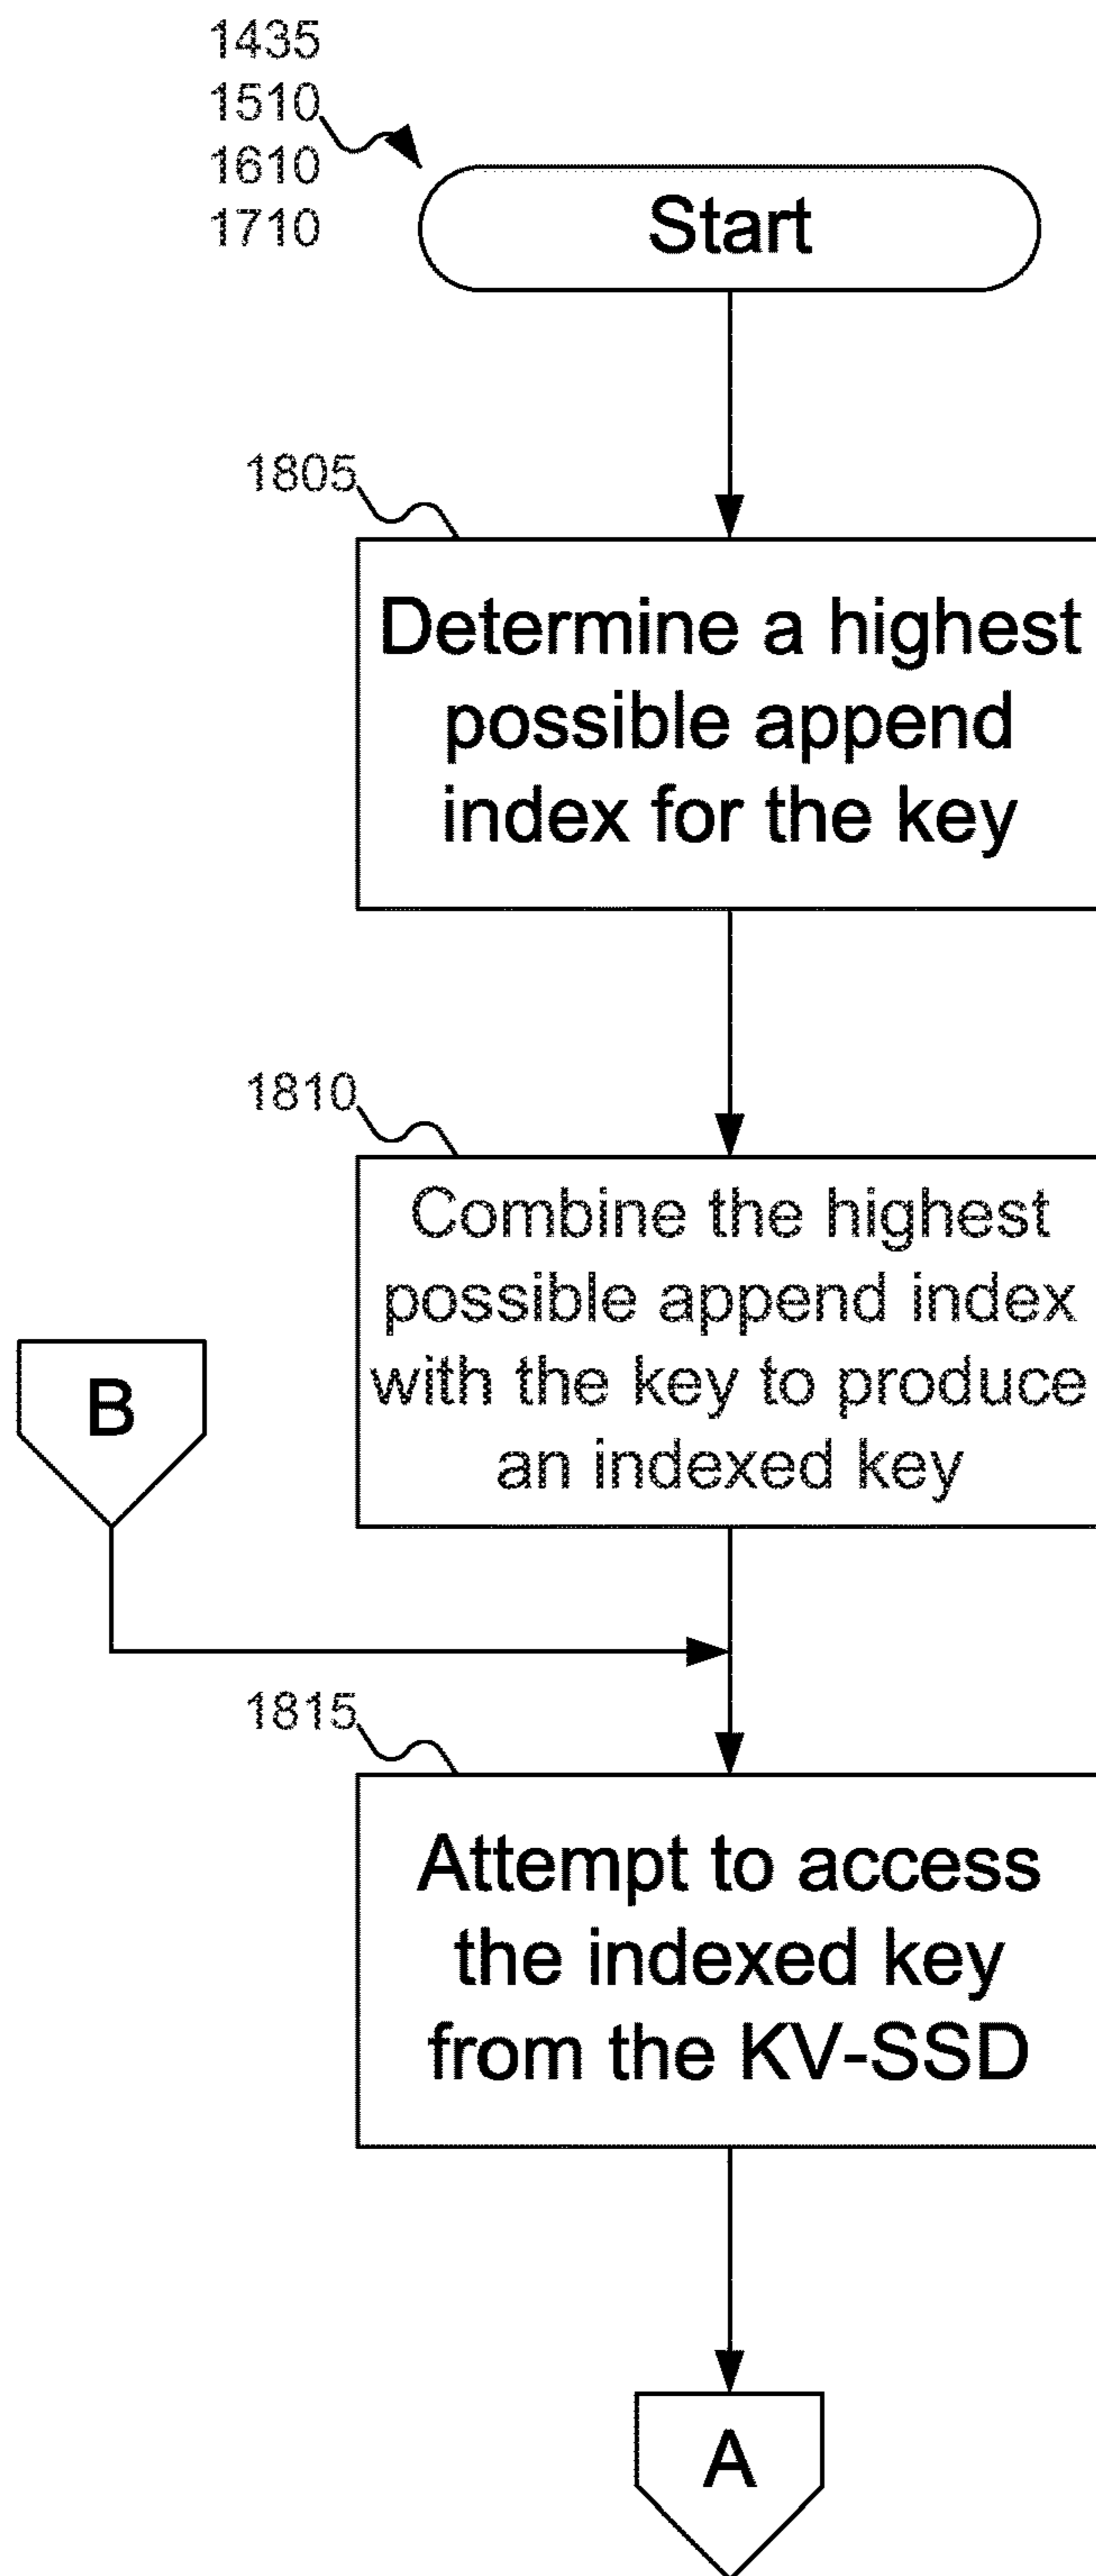 1435
1510
1610
1710
Start
1805
Determine a highest
possible append
index for the key
1810
Combine the highest
possible append index
with the key to produce
an indexed key
B
1815
Attempt to access
the indexed key
from the KV-SSD
A